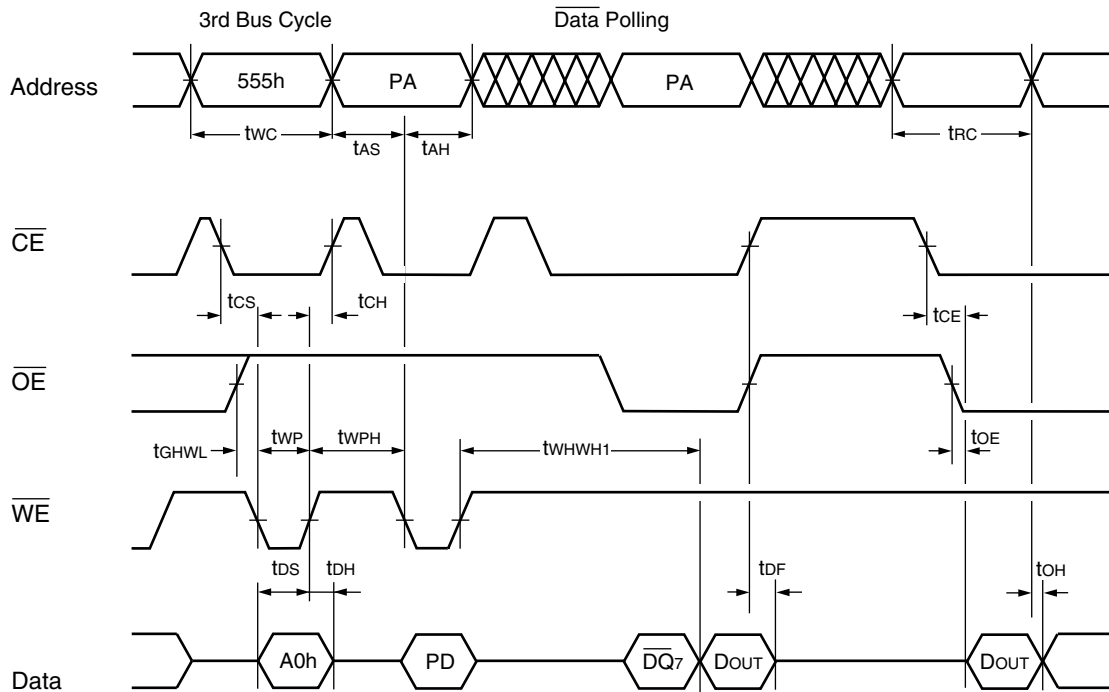 3rd Bus Cycle Data Polling
Address 555h PA PA
tWC tAS tAH tRC
CE
tCS tCH tCE
OE
tGHWL tWP tWPH tWHWH1 tOE
WE
tDS tDH tDF tOH
Data A0h PD DQ7 DOUT DOUT